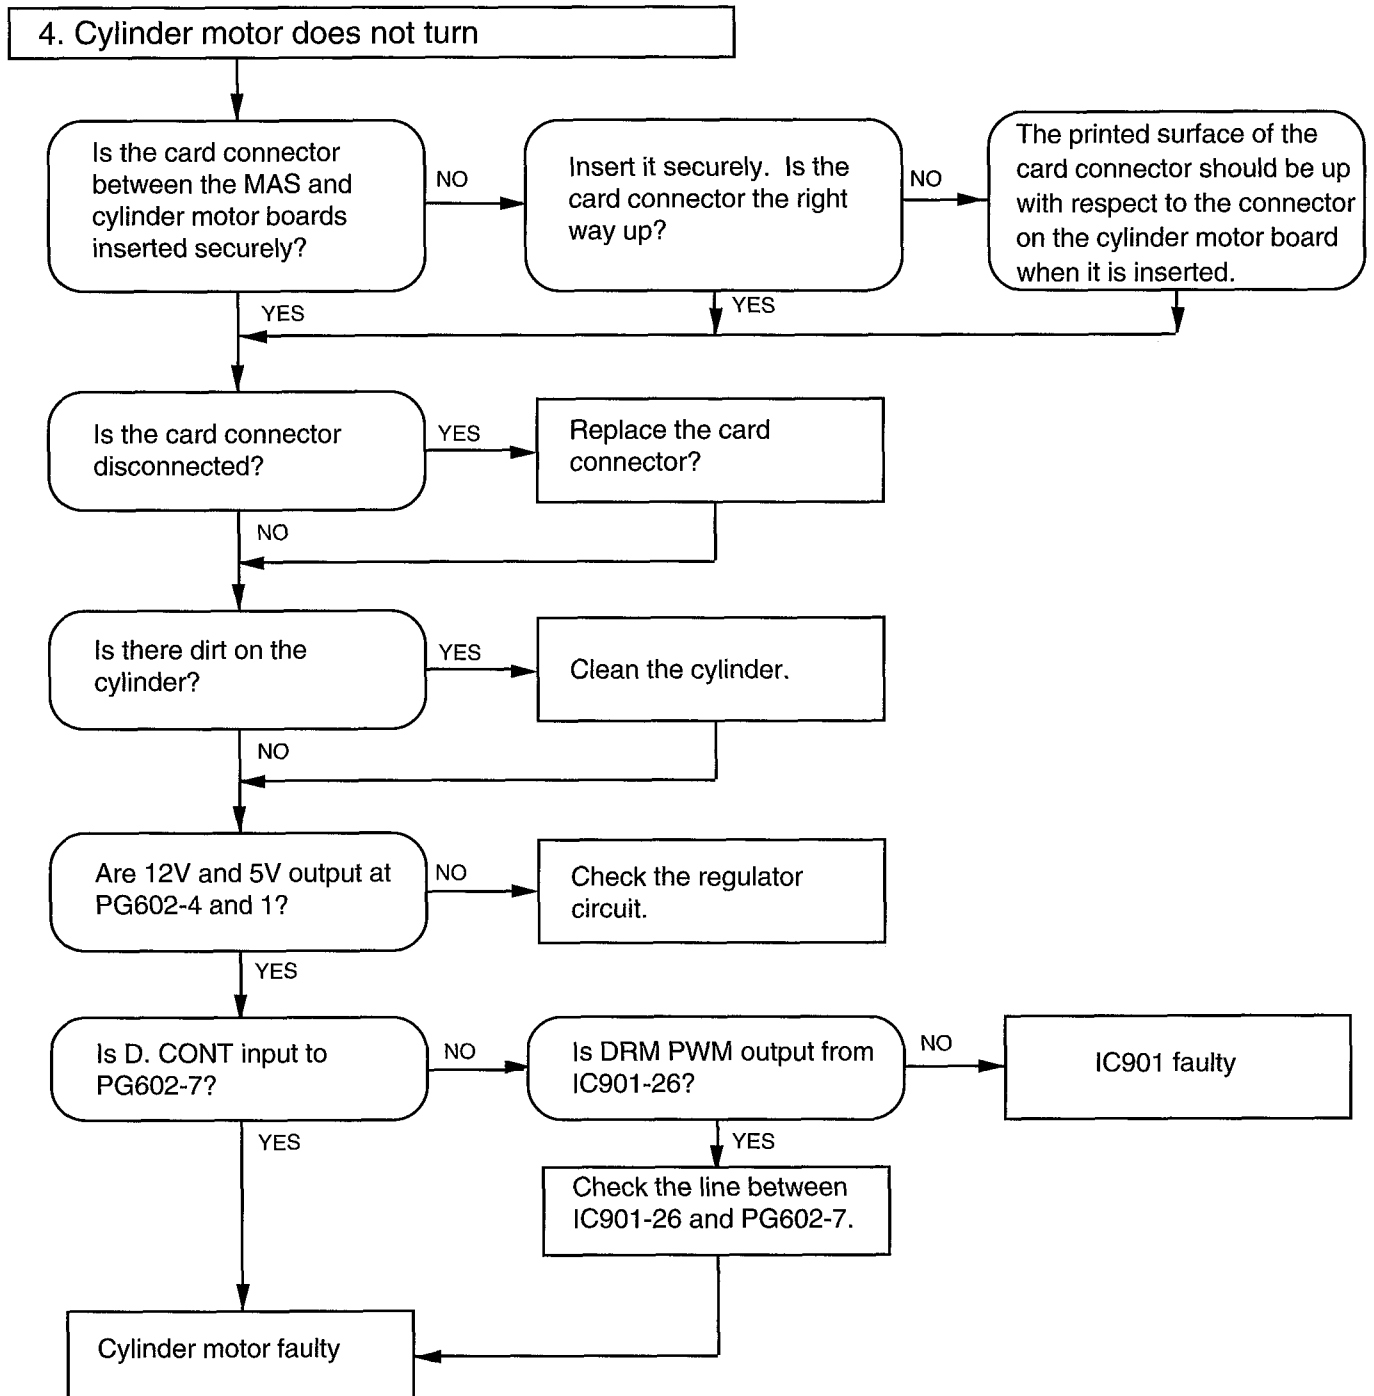 4. Cylinder motor does not turn
Is the card connector
between the MAS and
cylinder motor boards
inserted securely?
NO
Insert it securely. Is the
card connector the right
way up?
NO
The printed surface of the
card connector should be up
with respect to the connector
on the cylinder motor board
when it is inserted.
YES
YES
Is the card connector
disconnected?
YES
Replace the card
connector?
NO
Is there dirt on the
cylinder?
YES
Clean the cylinder.
NO
Are 12V and 5V output at
PG602-4 and 1?
NO
Check the regulator
circuit.
YES
Is D. CONT input to
PG602-7?
NO
Is DRM PWM output from
IC901-26?
NO
IC901 faulty
YES
YES
Check the line between
IC901-26 and PG602-7.
Cylinder motor faulty